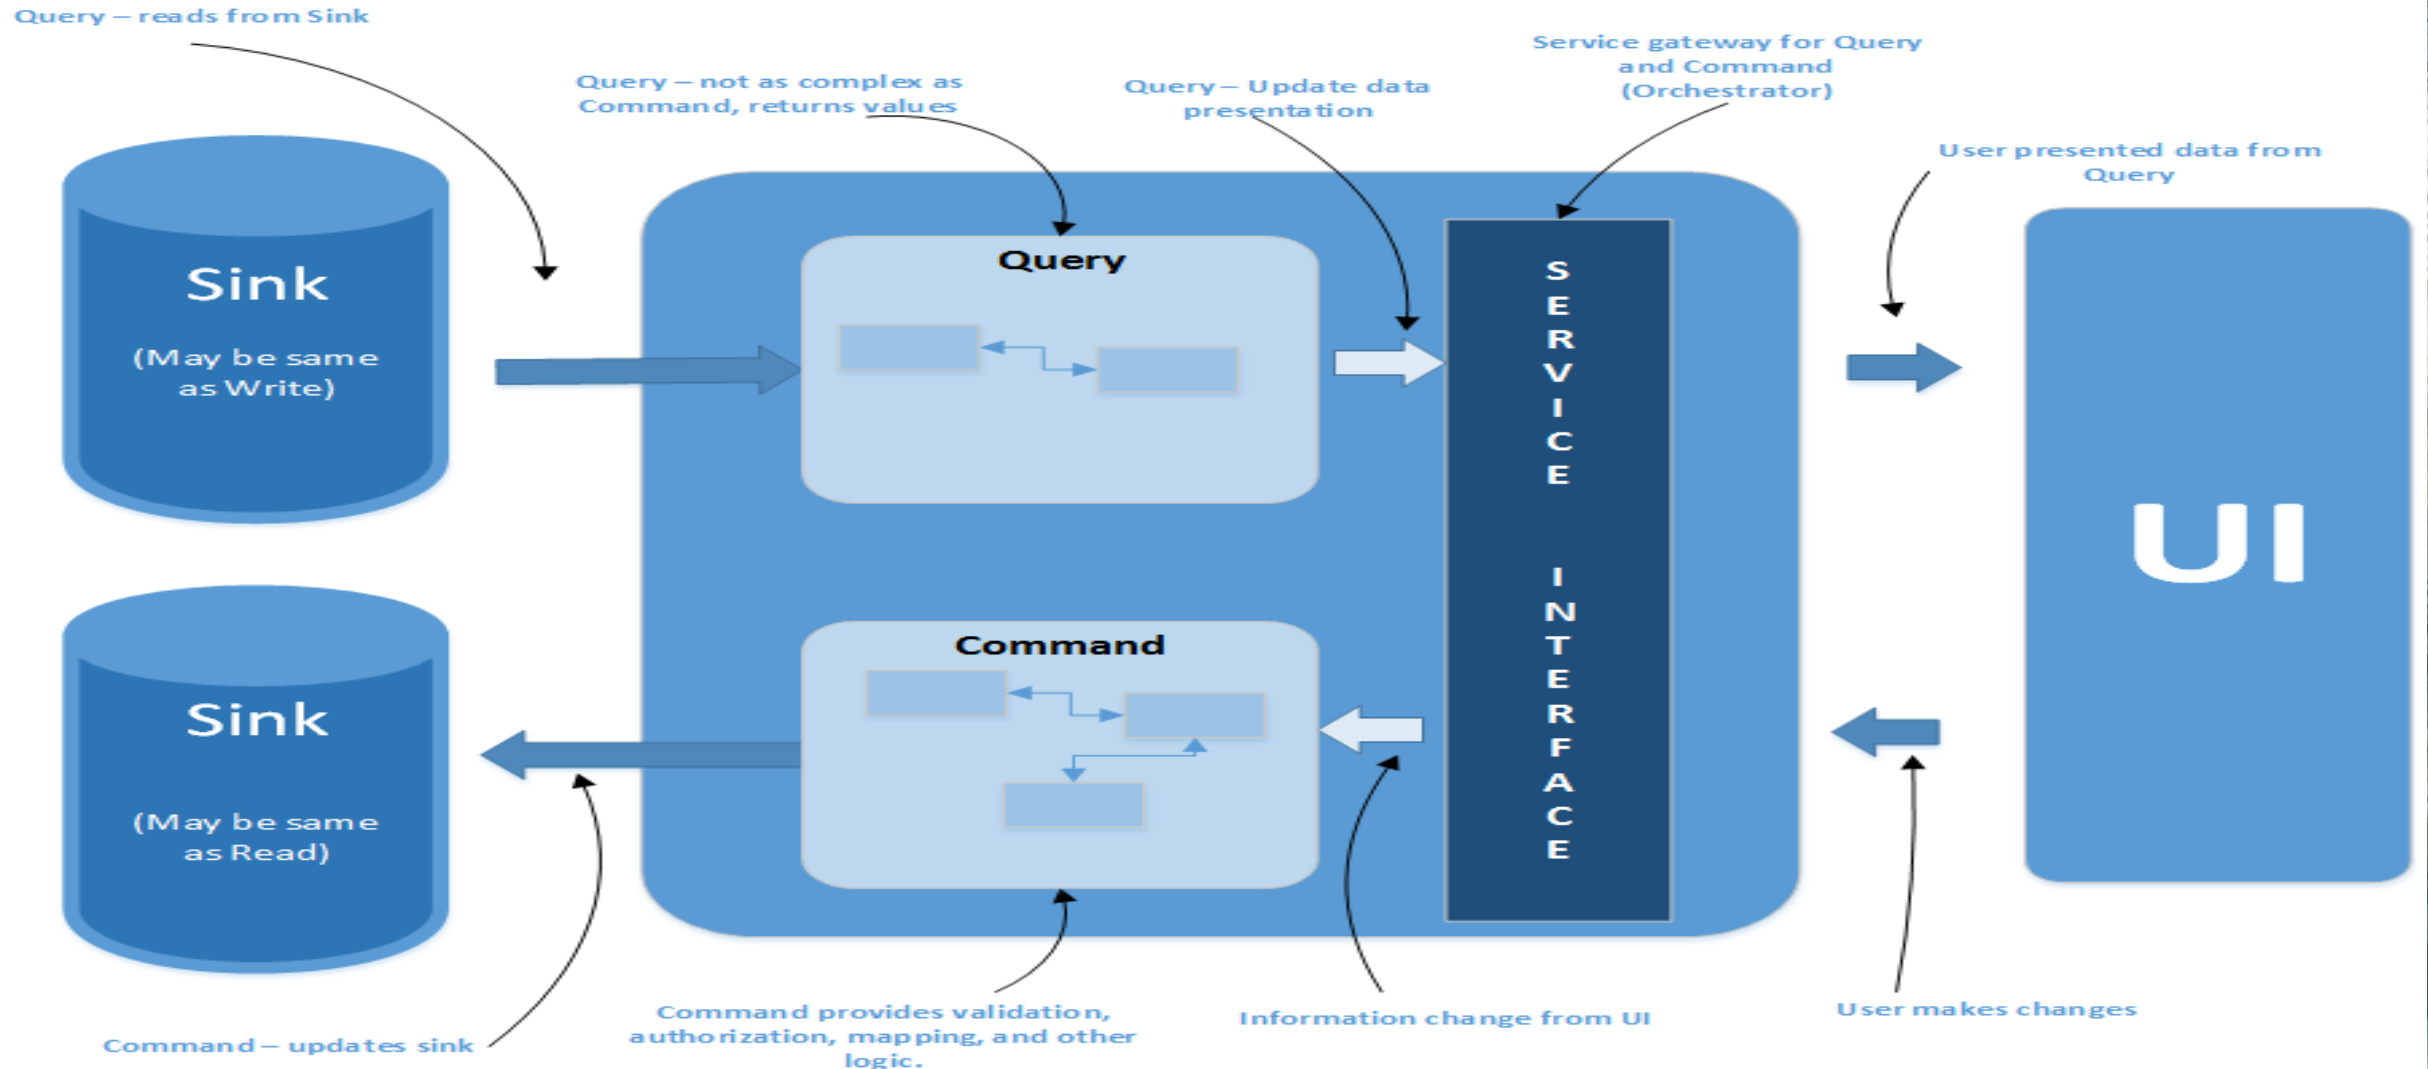 Query – reads from Sink
Query – not as complex as
Command, returns values
Query – Update data
presentation
Service gateway for Query
and Command
(Orchestrator)
User presented data from
Query
Sink
(May be same
as Write)
Query
SERVICE INTERFACE
UI
Sink
(May be same
as Read)
Command
Command – updates sink
Command provides validation,
authorization, mapping, and other
logic.
Information change from UI
User makes changes